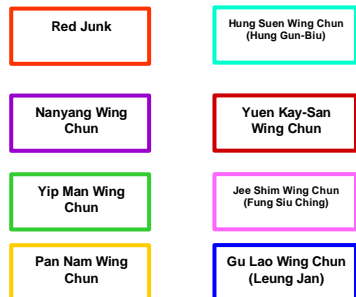 Red Junk
Hung Suen Wing Chun
(Hung Gun-Biu)
Nanyang Wing
Chun
Yuen Kay-San
Wing Chun
Yip Man Wing
Chun
Jee Shim Wing Chun
(Fung Siu Ching)
Pan Nam Wing
Chun
Gu Lao Wing Chun
(Leung Jan)